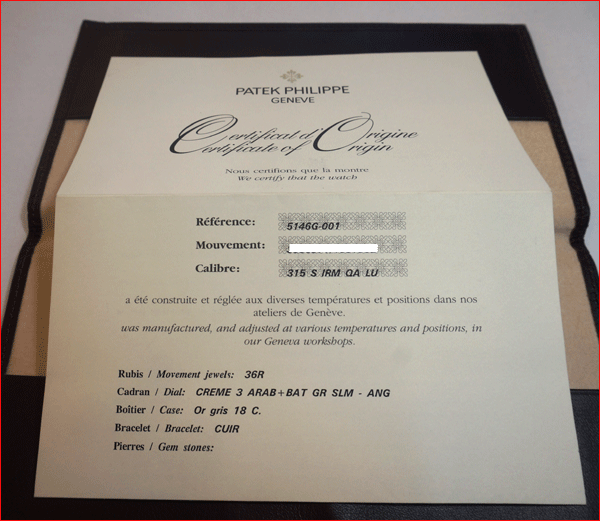 PATEK PHILIPPE
GENEVE
Certificat d'Origine
Certificate of Origin
Nous certifions que la montre
We certify that the watch
Référence: 5146G-001
Mouvement:
Calibre: 315 S IRM QA LU
a été construite et réglée aux diverses températures et positions dans nos
ateliers de Genève.
was manufactured, and adjusted at various temperatures and positions, in
our Geneva workshops.
Rubis / Movement jewels: 36R
Cadran / Dial: CREME 3 ARAB+BAT GR SLM - ANG
Boîtier / Case: Or gris 18 C.
Bracelet / Bracelet: CUIR
Pierres / Gem stones: